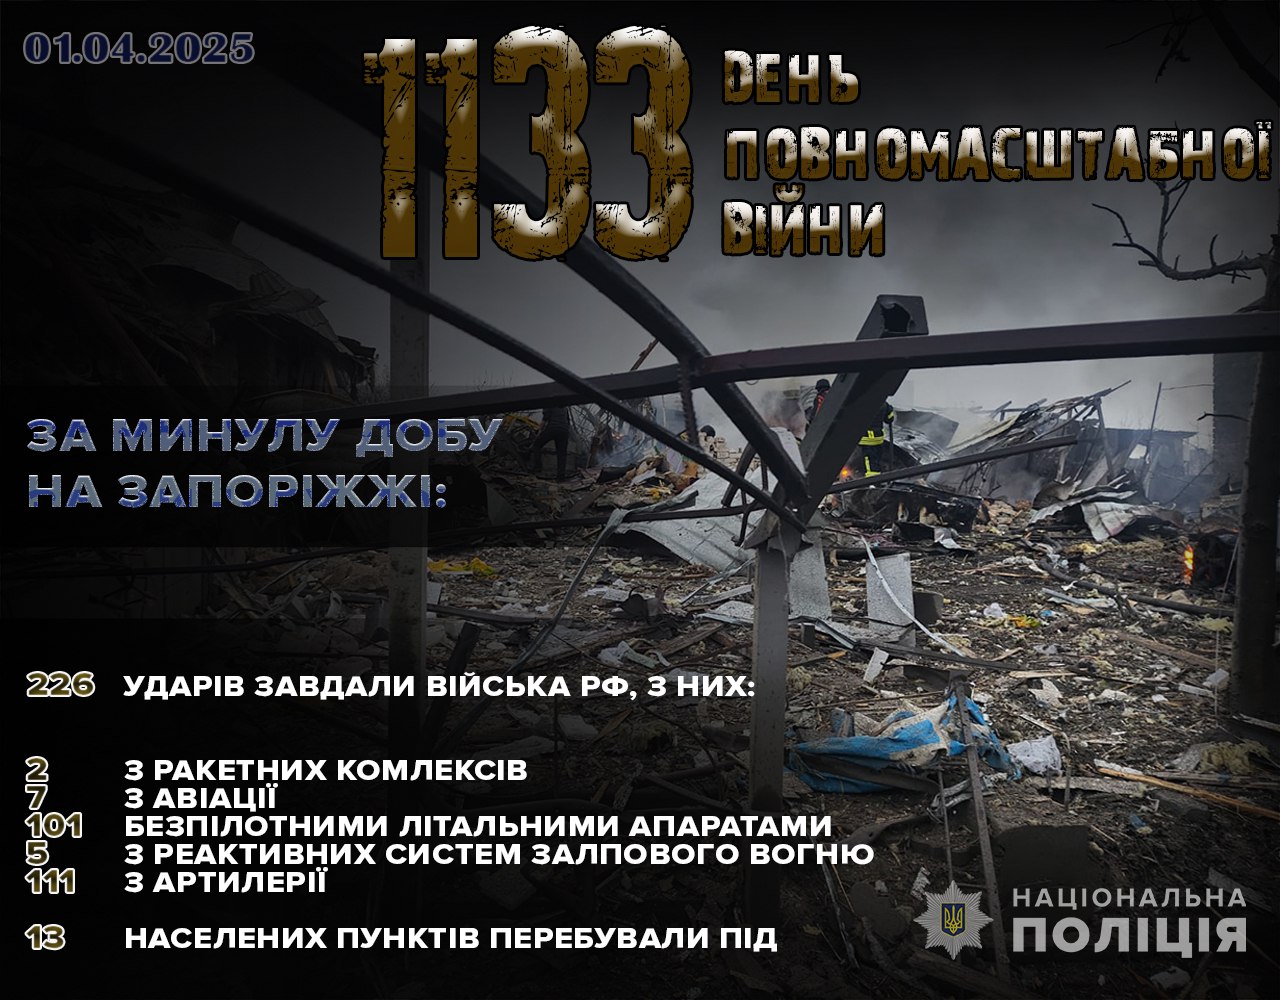 01.04.2025
1133 ДЕНЬ
ПОВНОМАСШТАБНОЇ
ВІЙНИ
ЗА МИНУЛУ ДОБУ
НА ЗАПОРІЖЖІ:
226 УДАРІВ ЗАВДАЛИ ВІЙСЬКА РФ, З НИХ:
2 З РАКЕТНИХ КОМЛЕКСІВ
7 З АВІАЦІЇ
101 БЕЗПІЛОТНИМИ ЛІТАЛЬНИМИ АПАРАТАМИ
5 З РЕАКТИВНИХ СИСТЕМ ЗАЛПОВОГО ВОГНЮ
111 З АРТИЛЕРІЇ
13 НАСЕЛЕНИХ ПУНКТІВ ПЕРЕБУВАЛИ ПІД
НАЦІОНАЛЬНА
ПОЛІЦІЯ